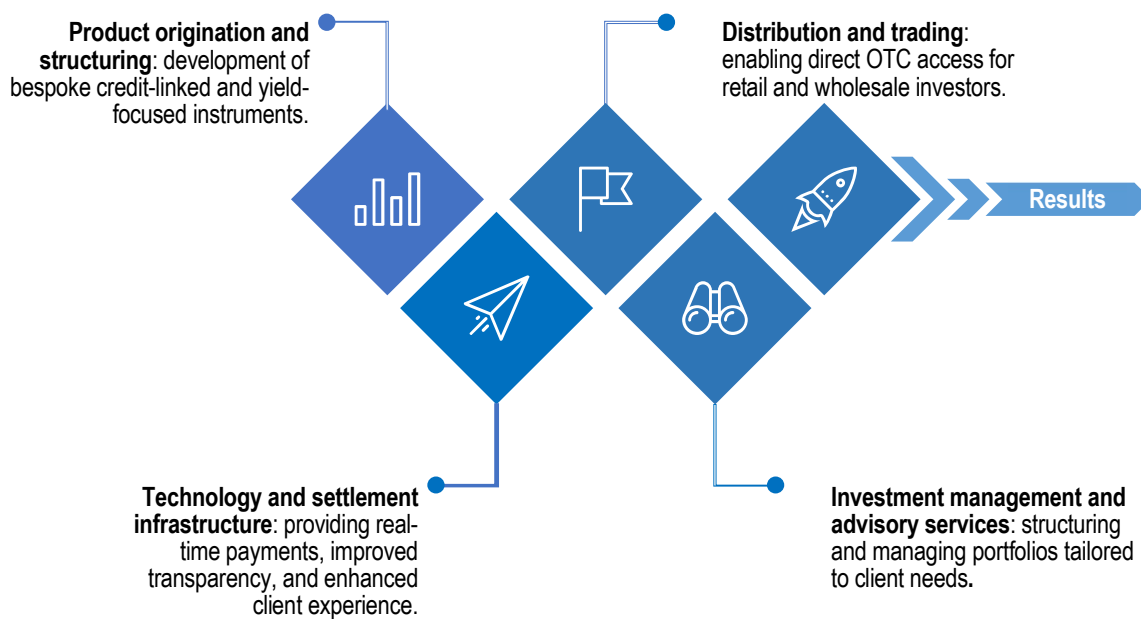 Product origination and
structuring: development of
bespoke credit-linked and yield-
focused instruments.
Distribution and trading:
enabling direct OTC access for
retail and wholesale investors.
Results
Technology and settlement
infrastructure: providing real-
time payments, improved
transparency, and enhanced
client experience.
Investment management and
advisory services: structuring
and managing portfolios tailored
to client needs.